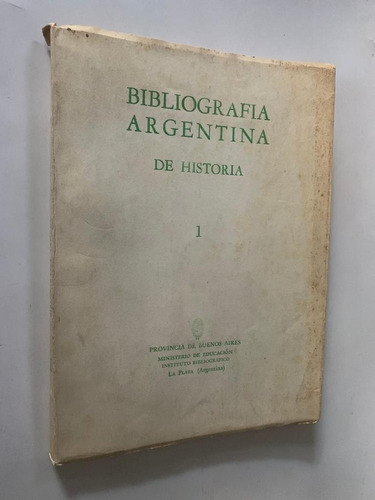 BIBLIOGRAFIA
ARGENTINA
DE HISTORIA
1
PROVINCIA DE BUENOS AIRES
MINISTERIO DE EDUCACIÓN
INSTITUTO BIBLIOGRÁFICO
LA PLATA (Argentina)